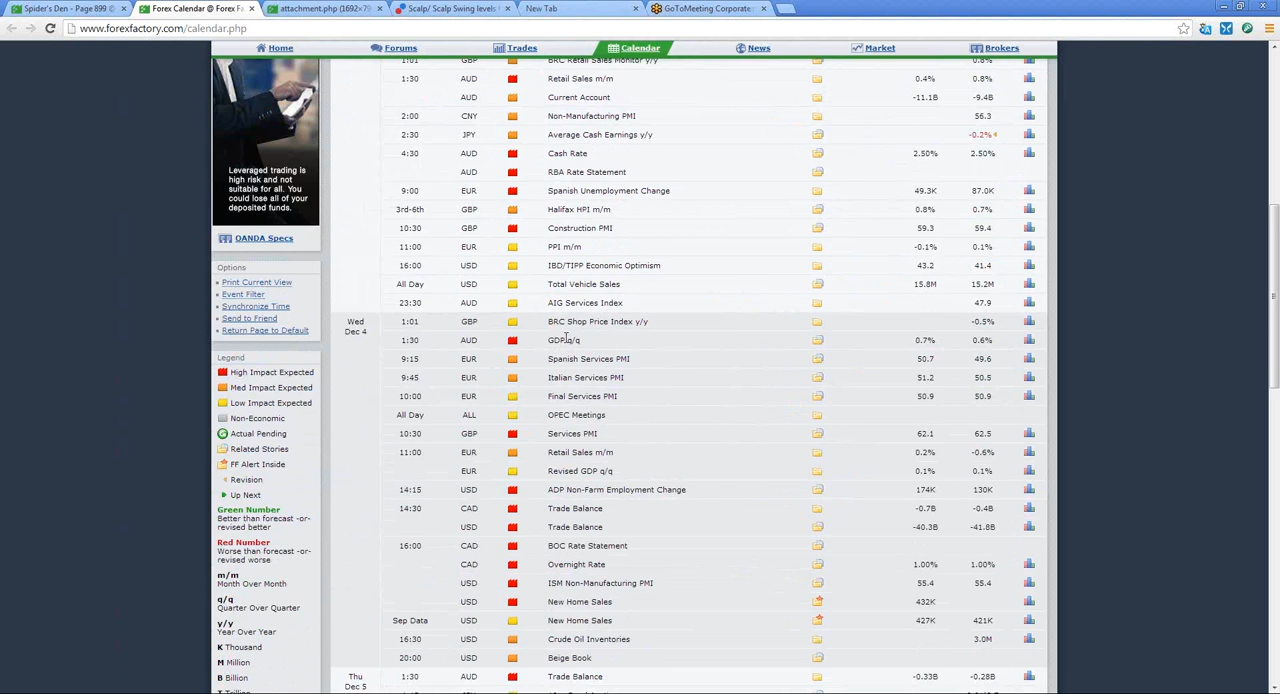 Spider's Den - Page 899
Forex Calendar @ Forex Fa
attachment.php (1692×79
Scalp/ Scalp Swing levels f
New Tab
GoToMeeting Corporate
www.forexfactory.com/calendar.php
Home
Forums
Trades
Calendar
News
Market
Brokers
1:01 GBP BRC Retail Sales Monitor y/y 0.8%
1:30 AUD Retail Sales m/m 0.4% 0.8%
AUD Current Account -11.1B -9.4B
2:00 CNY Non-Manufacturing PMI 56.3
2:30 JPY Average Cash Earnings y/y -0.2%
4:30 AUD Cash Rate 2.50% 2.50%
AUD RBA Rate Statement
9:00 EUR Spanish Unemployment Change 49.3K 87.0K
3rd-6th GBP Halifax HPI m/m 0.8% 0.7%
10:30 GBP Construction PMI 59.3 59.4
11:00 EUR PPI m/m -0.1% 0.1%
16:00 USD IBD/TIPP Economic Optimism 43.2 41.4
All Day USD Total Vehicle Sales 15.8M 15.2M
23:30 AUD AIG Services Index 47.9
Wed
Dec 4
1:01 GBP BRC Shop Price Index y/y -0.5%
1:30 AUD GDP q/q 0.7% 0.6%
9:15 EUR Spanish Services PMI 50.7 49.6
9:45 EUR Italian Services PMI 51.2 50.5
10:00 EUR Final Services PMI 50.9 50.9
All Day ALL OPEC Meetings
10:30 GBP Services PMI 62.1 62.5
11:00 EUR Retail Sales m/m 0.2% -0.6%
EUR Revised GDP q/q 0.1% 0.1%
14:15 USD ADP Non-Farm Employment Change 174K 130K
14:30 CAD Trade Balance -0.7B -0.4B
USD Trade Balance -40.3B -41.8B
16:00 CAD BOC Rate Statement
CAD Overnight Rate 1.00% 1.00%
USD ISM Non-Manufacturing PMI 55.4 55.4
USD New Home Sales 432K
Sep Data USD New Home Sales 427K 421K
16:30 USD Crude Oil Inventories 3.0M
20:00 USD Beige Book
Thu
Dec 5
1:30 AUD Trade Balance -0.33B -0.28B
Leveraged trading is
high risk and not
suitable for all. You
could lose all of your
deposited funds.
OANDA Specs
Options
Print Current View
Event Filter
Synchronize Time
Send to Friend
Return Page to Default
Legend
High Impact Expected
Med Impact Expected
Low Impact Expected
Non-Economic
Actual Pending
Related Stories
FF Alert Inside
Revision
Up Next
Green Number
Better than forecast -or-
revised better
Red Number
Worse than forecast -or-
revised worse
m/m
Month Over Month
q/q
Quarter Over Quarter
y/y
Year Over Year
K Thousand
M Million
B Billion
T Trillion